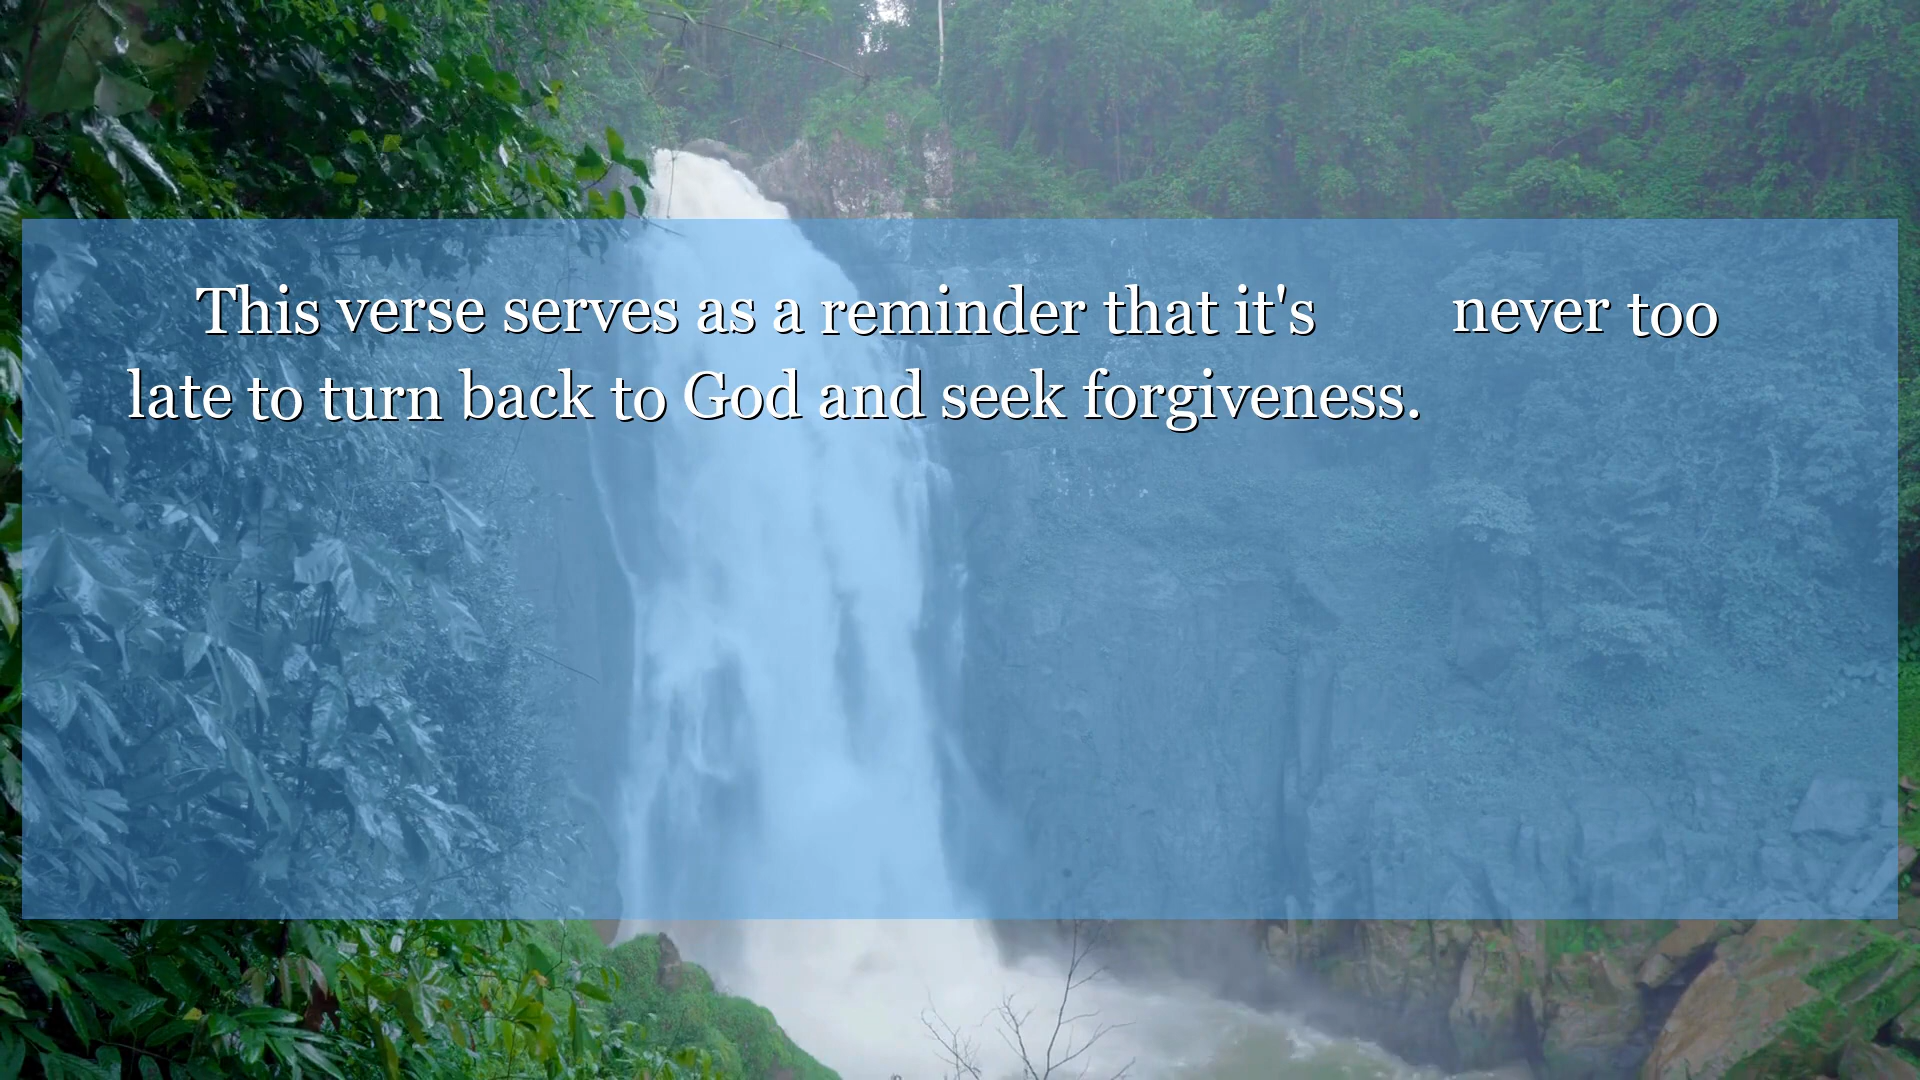 This verse serves as a reminder that it's never too
late to turn back to God and seek forgiveness.